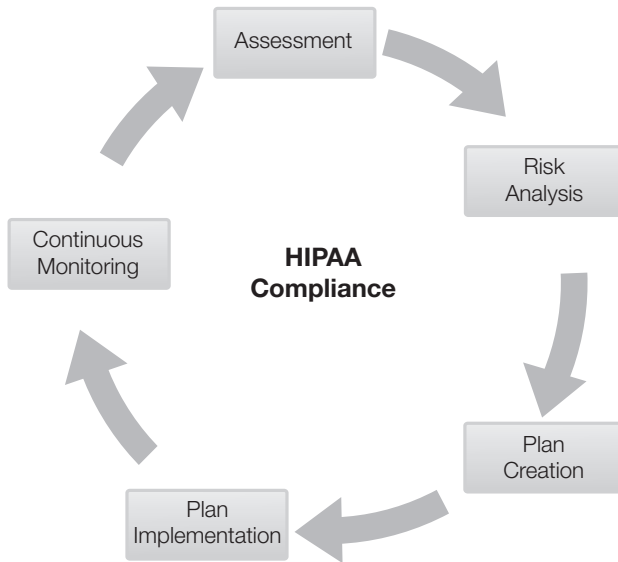 Assessment
Risk
Analysis
Continuous
Monitoring
HIPAA
Compliance
Plan
Creation
Plan
Implementation